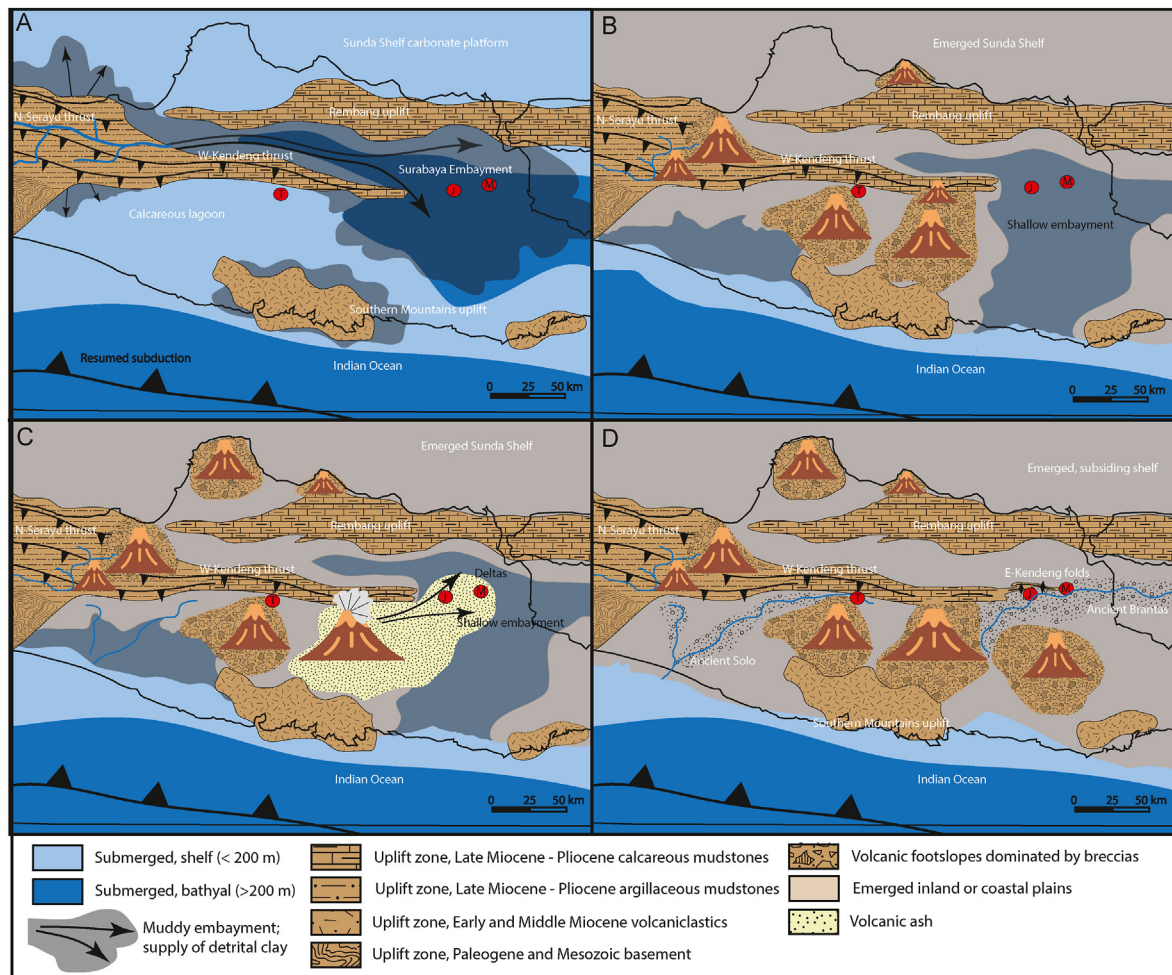 A
Sunda Shelf carbonate platform
N-Serayu thrust
Rembang uplift
W-Kendeng thrust
Surabaya Embayment
T
J
M
Calcareous lagoon
Southern Mountains uplift
Resumed subduction
Indian Ocean
0 25 50 km
B
Emerged Sunda Shelf
N-Serayu thrust
Rembang uplift
W-Kendeng thrust
T
J
M
Shallow embayment
Indian Ocean
0 25 50 km
C
Emerged Sunda Shelf
N-Serayu thrust
Rembang uplift
W-Kendeng thrust
Deltas
T
J
M
Shallow embayment
Indian Ocean
0 25 50 km
D
Emerged, subsiding shelf
N-Serayu thrust
Rembang uplift
W-Kendeng thrust
E-Kendeng folds
T
J
M
Ancient Brantas
Ancient Solo
Southern Mountains uplift
Indian Ocean
0 25 50 km
Submerged, shelf (< 200 m)
Submerged, bathyal (>200 m)
Muddy embayment;
supply of detrital clay
Uplift zone, Late Miocene - Pliocene calcareous mudstones
Uplift zone, Late Miocene - Pliocene argillaceous mudstones
Uplift zone, Early and Middle Miocene volcaniclastics
Uplift zone, Paleogene and Mesozoic basement
Volcanic footslopes dominated by breccias
Emerged inland or coastal plains
Volcanic ash